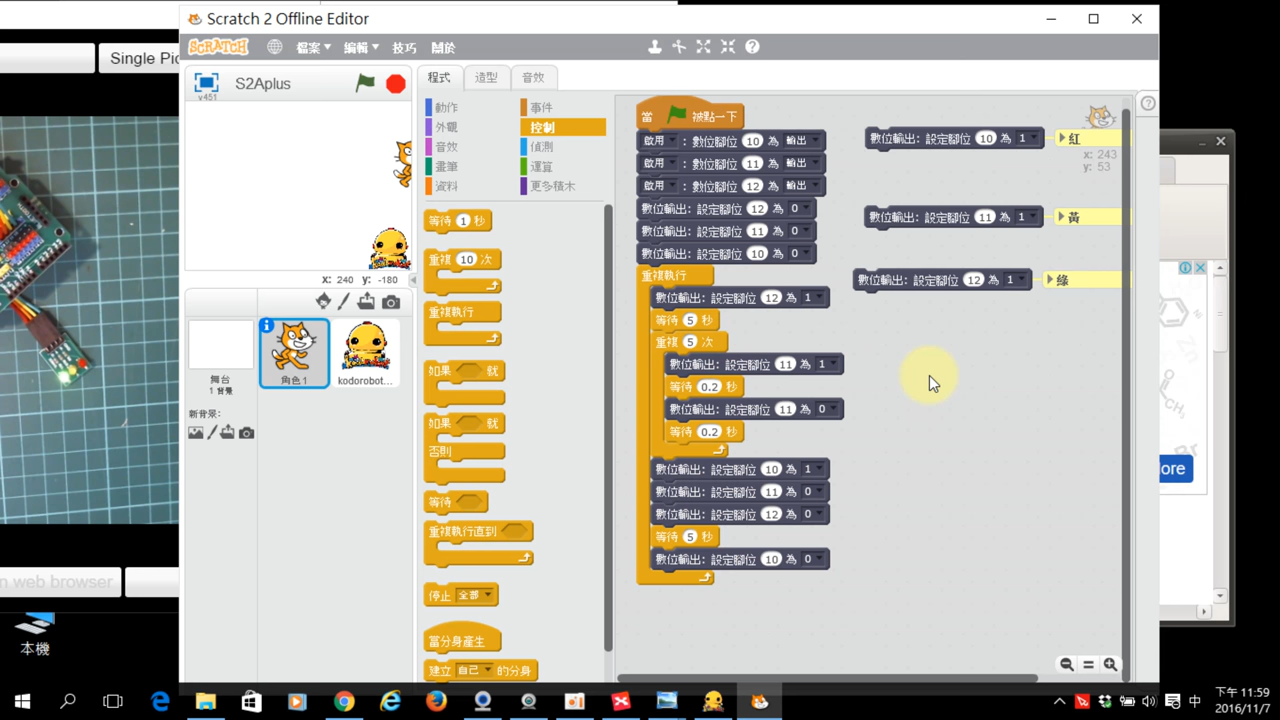 Scratch 2 Offline Editor
Single Pic
SCRATCH
檔案
編輯
技巧
關於
v451
S2Aplus
程式
造型
音效
動作
事件
外觀
控制
音效
偵測
畫筆
運算
資料
更多積木
x: 240 y: -180
等待 1 秒
重複 10 次
重複執行
如果 就
如果 就
否則
等待
重複執行直到
停止 全部
當分身產生
建立 自己 的分身
舞台
1 背景
角色1
kodorobot...
新背景:
當 被點一下
啟用 : 數位腳位 10 為 輸出
啟用 : 數位腳位 11 為 輸出
啟用 : 數位腳位 12 為 輸出
數位輸出: 設定腳位 12 為 0
數位輸出: 設定腳位 11 為 0
數位輸出: 設定腳位 10 為 0
重複執行
數位輸出: 設定腳位 12 為 1
等待 5 秒
重複 5 次
數位輸出: 設定腳位 11 為 1
等待 0.2 秒
數位輸出: 設定腳位 11 為 0
等待 0.2 秒
數位輸出: 設定腳位 10 為 1
數位輸出: 設定腳位 11 為 0
數位輸出: 設定腳位 12 為 0
等待 5 秒
數位輸出: 設定腳位 10 為 0
數位輸出: 設定腳位 10 為 1
紅
x: 243
y: 53
數位輸出: 設定腳位 11 為 1
黃
數位輸出: 設定腳位 12 為 1
綠
Zn
CH3
Br
ore
n web browser
本機
中
下午 11:59
2016/11/7